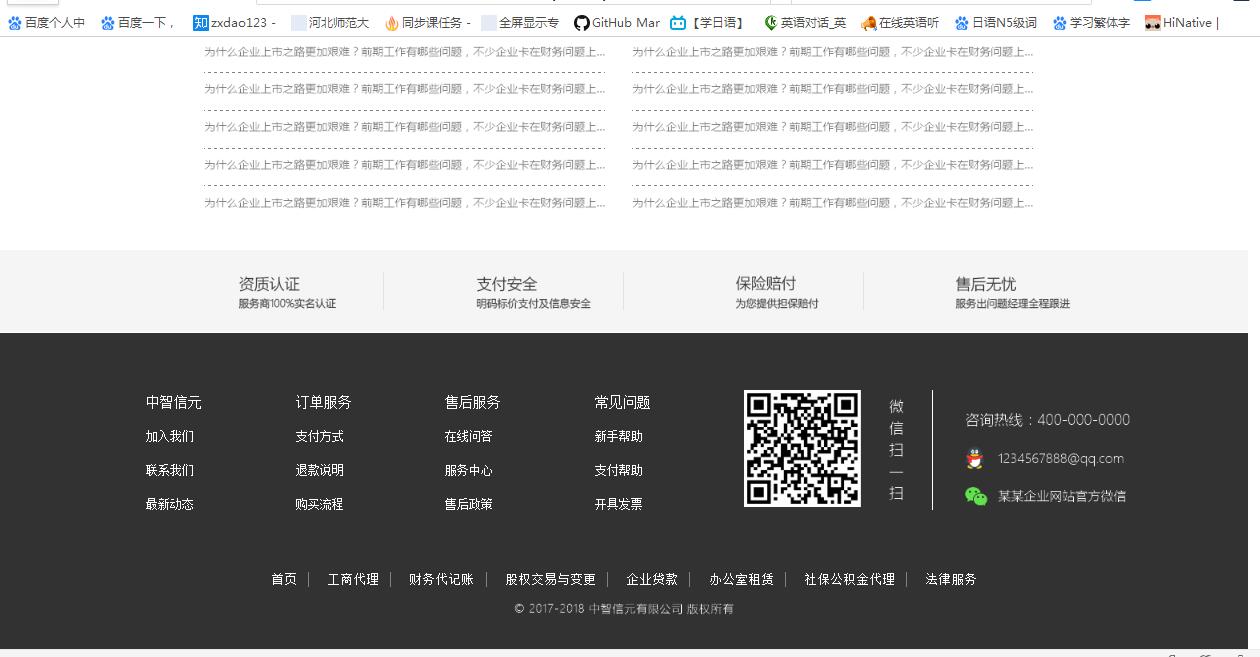 百度个人中 百度一下， 知 zxdao123 - 河北师范大 同步课任务 - 全屏显示专 GitHub Mar 【学日语】 英语对话_英 在线英语听 日语N5级词 学习繁体字 HiNative |
为什么企业上市之路更加艰难？前期工作有哪些问题，不少企业卡在财务问题上... 为什么企业上市之路更加艰难？前期工作有哪些问题，不少企业卡在财务问题上...
为什么企业上市之路更加艰难？前期工作有哪些问题，不少企业卡在财务问题上... 为什么企业上市之路更加艰难？前期工作有哪些问题，不少企业卡在财务问题上...
为什么企业上市之路更加艰难？前期工作有哪些问题，不少企业卡在财务问题上... 为什么企业上市之路更加艰难？前期工作有哪些问题，不少企业卡在财务问题上...
为什么企业上市之路更加艰难？前期工作有哪些问题，不少企业卡在财务问题上... 为什么企业上市之路更加艰难？前期工作有哪些问题，不少企业卡在财务问题上...
为什么企业上市之路更加艰难？前期工作有哪些问题，不少企业卡在财务问题上... 为什么企业上市之路更加艰难？前期工作有哪些问题，不少企业卡在财务问题上...
资质认证 支付安全 保险赔付 售后无忧
服务商100%实名认证 明码标价支付及信息安全 为您提供担保赔付 服务出问题经理全程跟进
中智信元 订单服务 售后服务 常见问题
加入我们 支付方式 在线问答 新手帮助
联系我们 退款说明 服务中心 支付帮助
最新动态 购买流程 售后政策 开具发票
微信扫一扫
咨询热线：400-000-0000
1234567888@qq.com
某某企业网站官方微信
首页 | 工商代理 | 财务代记账 | 股权交易与变更 | 企业贷款 | 办公室租赁 | 社保公积金代理 | 法律服务
© 2017-2018 中智信元有限公司 版权所有